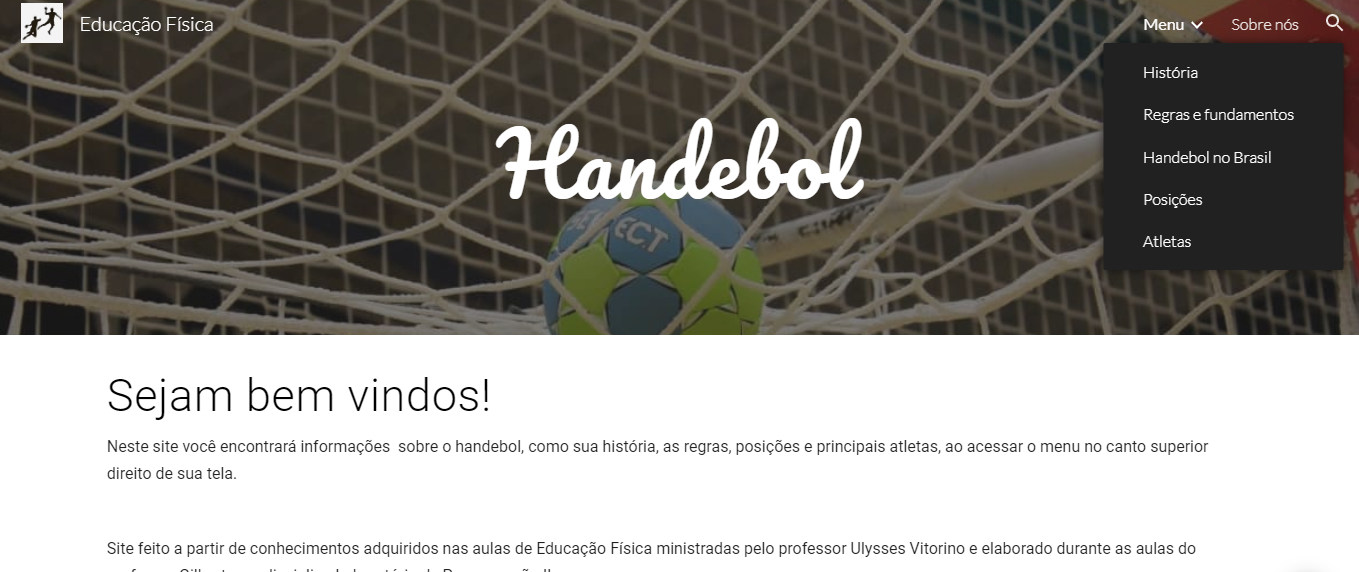 Educação Física
Menu
Sobre nós
História
Regras e fundamentos
Handebol no Brasil
Posições
Atletas
Handebol
SELECT
Sejam bem vindos!
Neste site você encontrará informações  sobre o handebol, como sua história, as regras, posições e principais atletas, ao acessar o menu no canto superior
direito de sua tela.
Site feito a partir de conhecimentos adquiridos nas aulas de Educação Física ministradas pelo professor Ulysses Vitorino e elaborado durante as aulas do